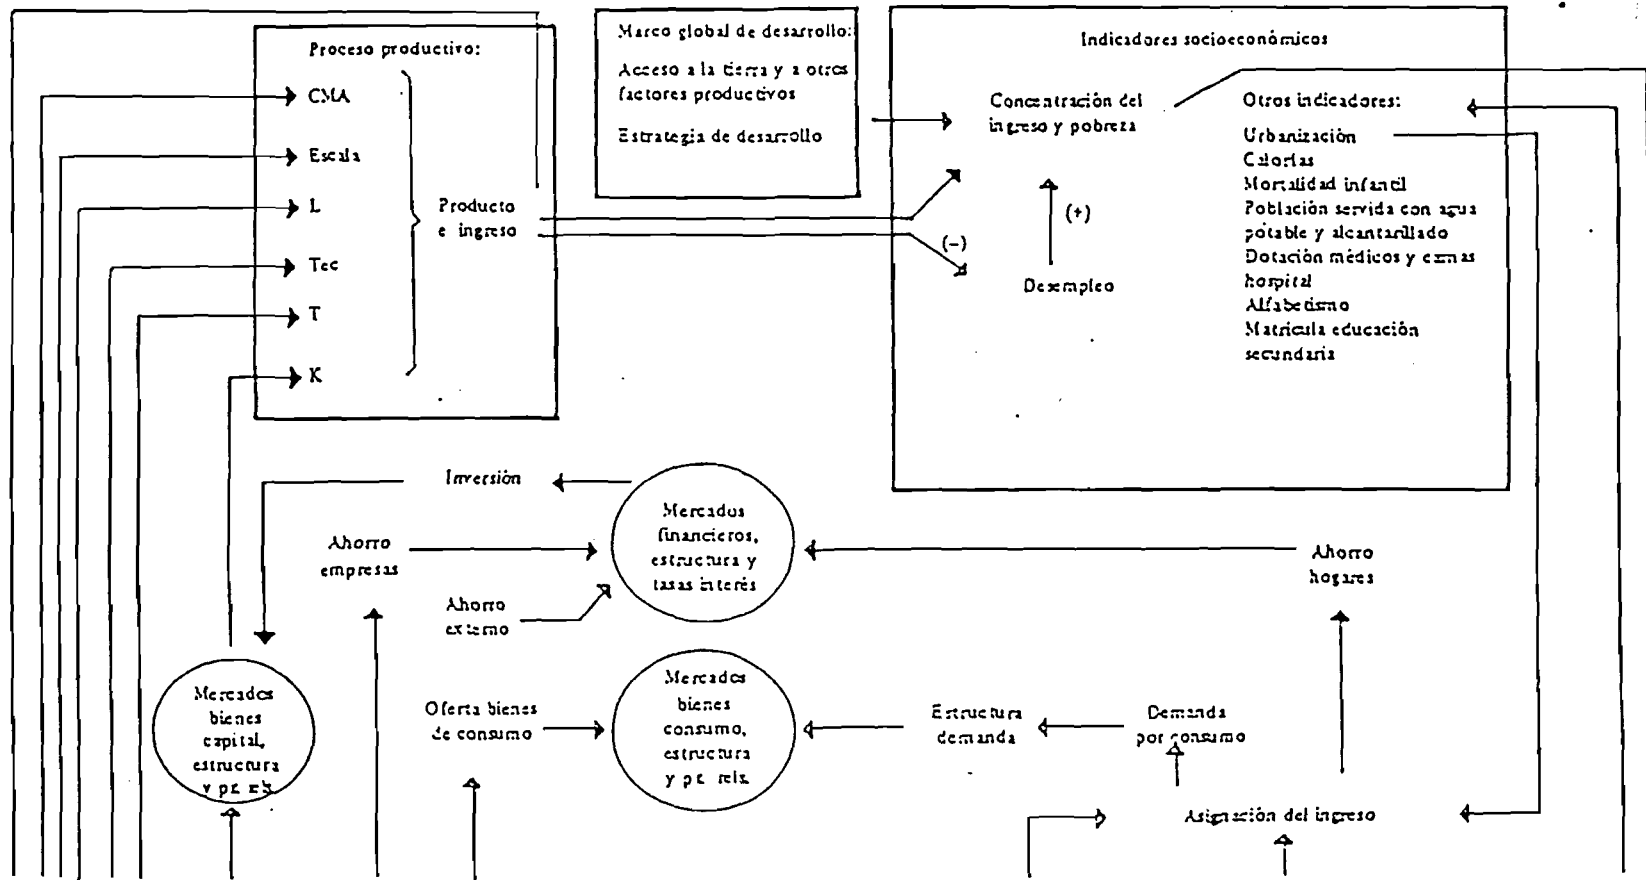 Proceso productivo:
CMA
Escala
L
Tec
T
K
Producto
e ingreso
Marco global de desarrollo:
Acceso a la tierra y a otros
factores productivos
Estrategia de desarrollo
Indicadores socioeconómicos
Concentración del
ingreso y pobreza
(+)
(-)
Desempleo
Otros indicadores:
Urbanización
Calorías
Mortalidad infantil
Población servida con agua
potable y alcantarillado
Dotación médicos y camas
hospital
Alfabetismo
Matrícula educación
secundaria
Inversión
Mercados
financieros,
estructura y
tasas interés
Ahorro
empresas
Ahorro
externo
Ahorro
hogares
Mercados
bienes
capital,
estructura
y pr. rels.
Oferta bienes
de consumo
Mercados
bienes
consumo,
estructura
y pr. rels.
Estructura
demanda
Demanda
por consumo
Asignación del ingreso